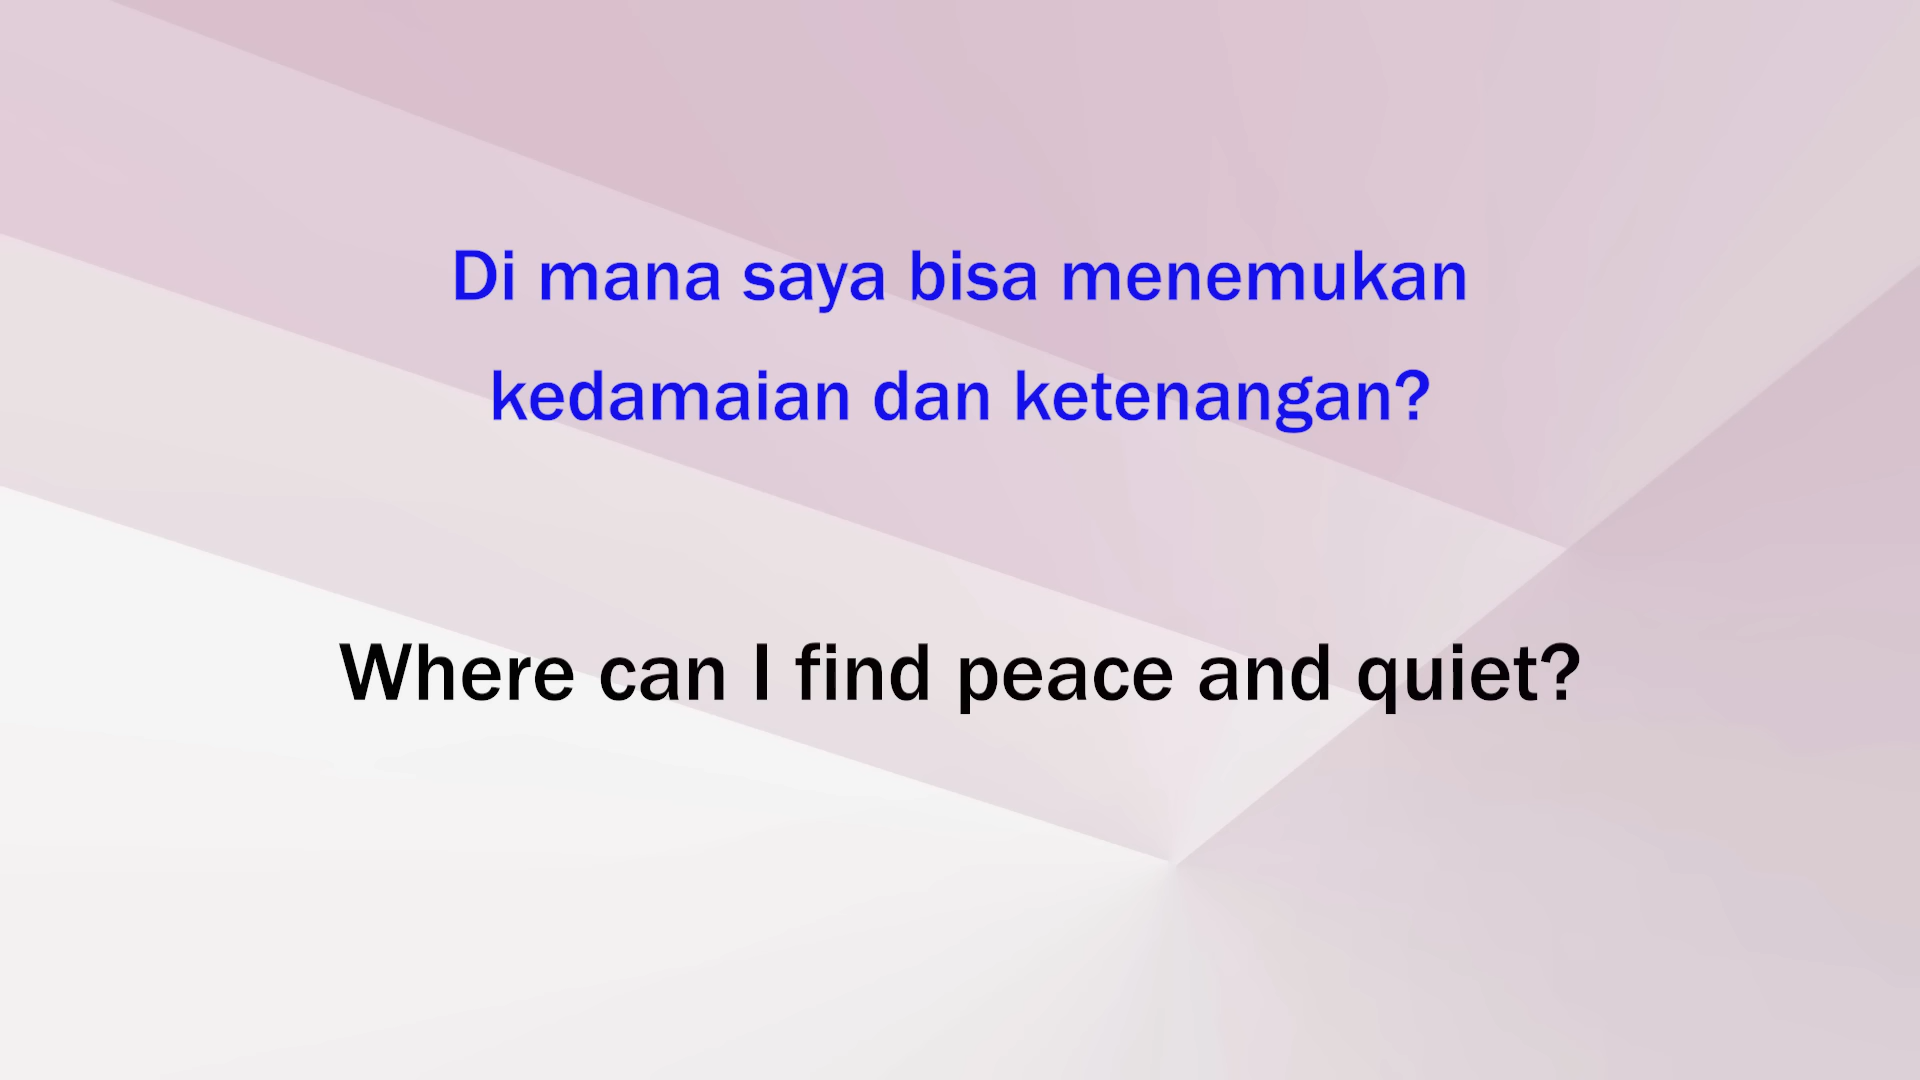 Di mana saya bisa menemukan
kedamaian dan ketenangan?
Where can I find peace and quiet?